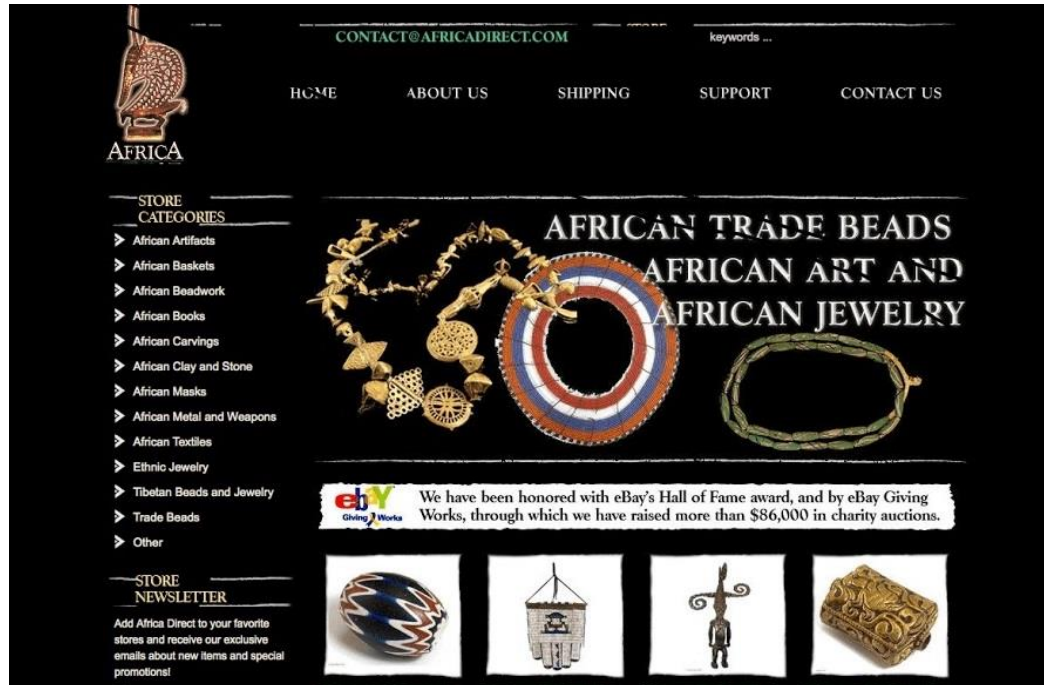 STORE
CONTACT@AFRICADIRECT.COM
keywords ...
HOME
ABOUT US
SHIPPING
SUPPORT
CONTACT US
AFRICA
STORE
CATEGORIES
African Artifacts
African Baskets
African Beadwork
African Books
African Carvings
African Clay and Stone
African Masks
African Metal and Weapons
African Textiles
Ethnic Jewelry
Tibetan Beads and Jewelry
Trade Beads
Other
AFRICAN TRADE BEADS
AFRICAN ART AND
AFRICAN JEWELRY
ebY
Giving Works
We have been honored with eBay's Hall of Fame award, and by eBay Giving
Works, through which we have raised more than $86,000 in charity auctions.
STORE
NEWSLETTER
Add Africa Direct to your favorite
stores and receive our exclusive
emails about new items and special
promotions!